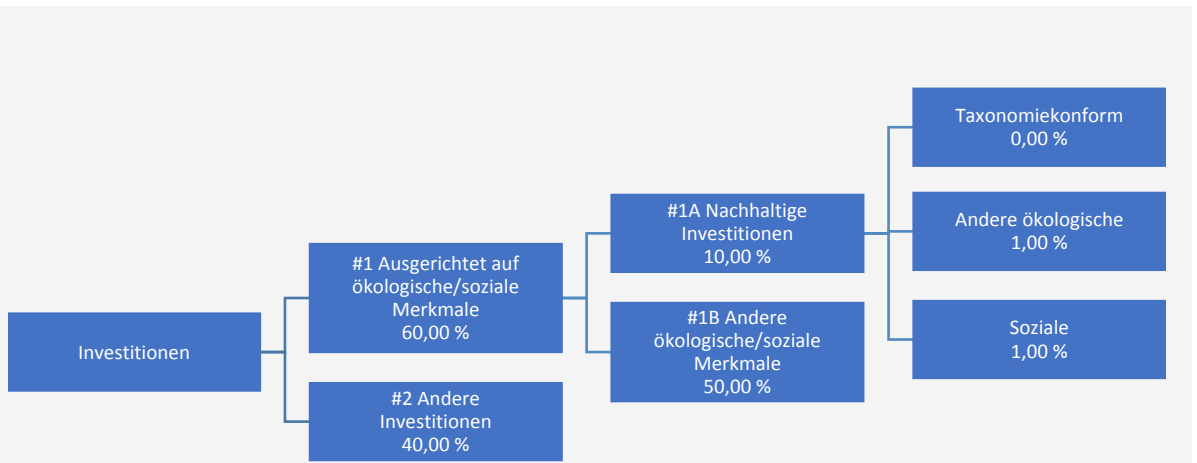 Investitionen
#1 Ausgerichtet auf
ökologische/soziale
Merkmale
60,00 %
#2 Andere
Investitionen
40,00 %
#1A Nachhaltige
Investitionen
10,00 %
#1B Andere
ökologische/soziale
Merkmale
50,00 %
Taxonomiekonform
0,00 %
Andere ökologische
1,00 %
Soziale
1,00 %